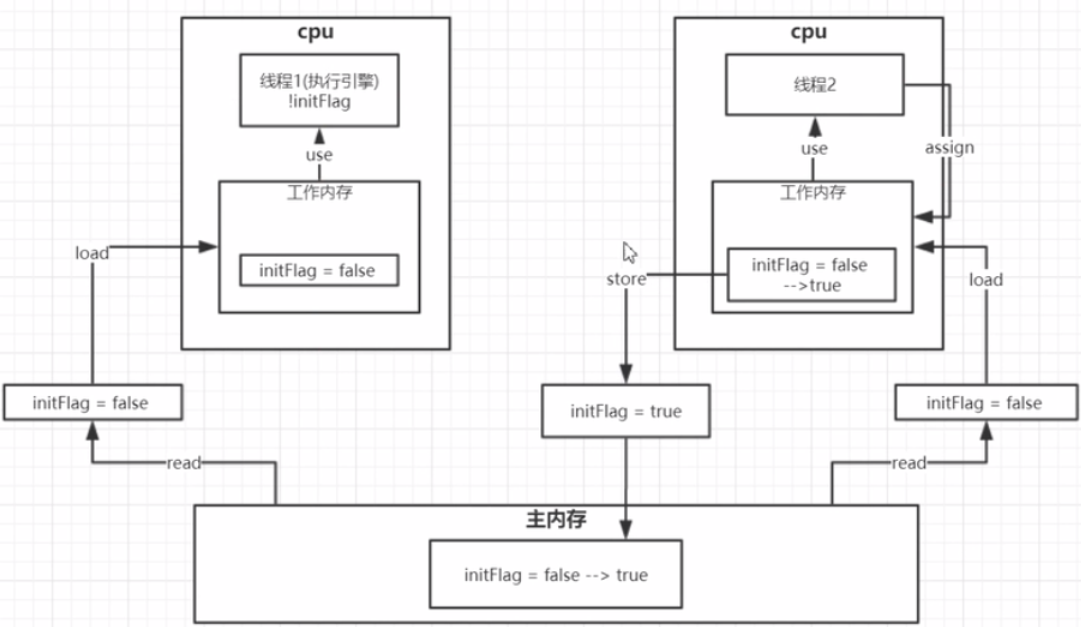 cpu
线程1(执行引擎)
!initFlag
use
工作内存
initFlag = false
load
initFlag = false
read
cpu
线程2
use
assign
工作内存
initFlag = false
-->true
store
load
initFlag = true
initFlag = false
read
主内存
initFlag = false --> true